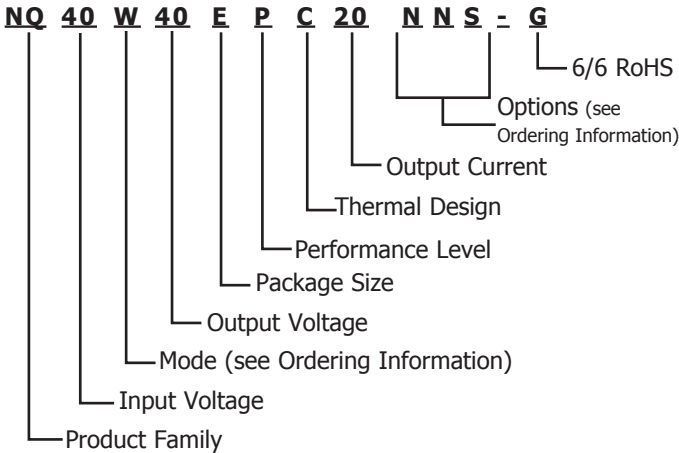 NQ 40 W 40 E P C 20 N N S - G
6/6 RoHS
Options (see
Ordering Information)
Output Current
Thermal Design
Performance Level
Package Size
Output Voltage
Mode (see Ordering Information)
Input Voltage
Product Family